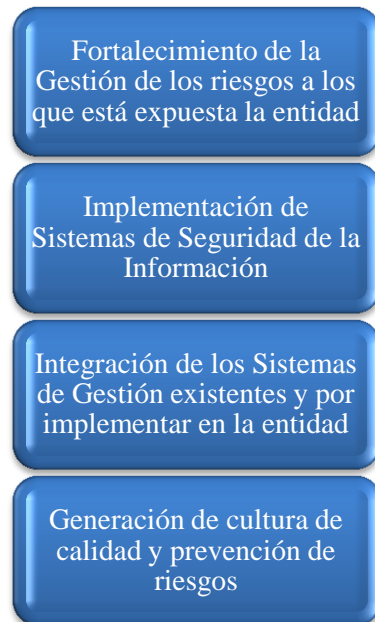 Fortalecimiento de la
Gestión de los riesgos a los
que está expuesta la entidad
Implementación de
Sistemas de Seguridad de la
Información
Integración de los Sistemas
de Gestión existentes y por
implementar en la entidad
Generación de cultura de
calidad y prevención de
riesgos